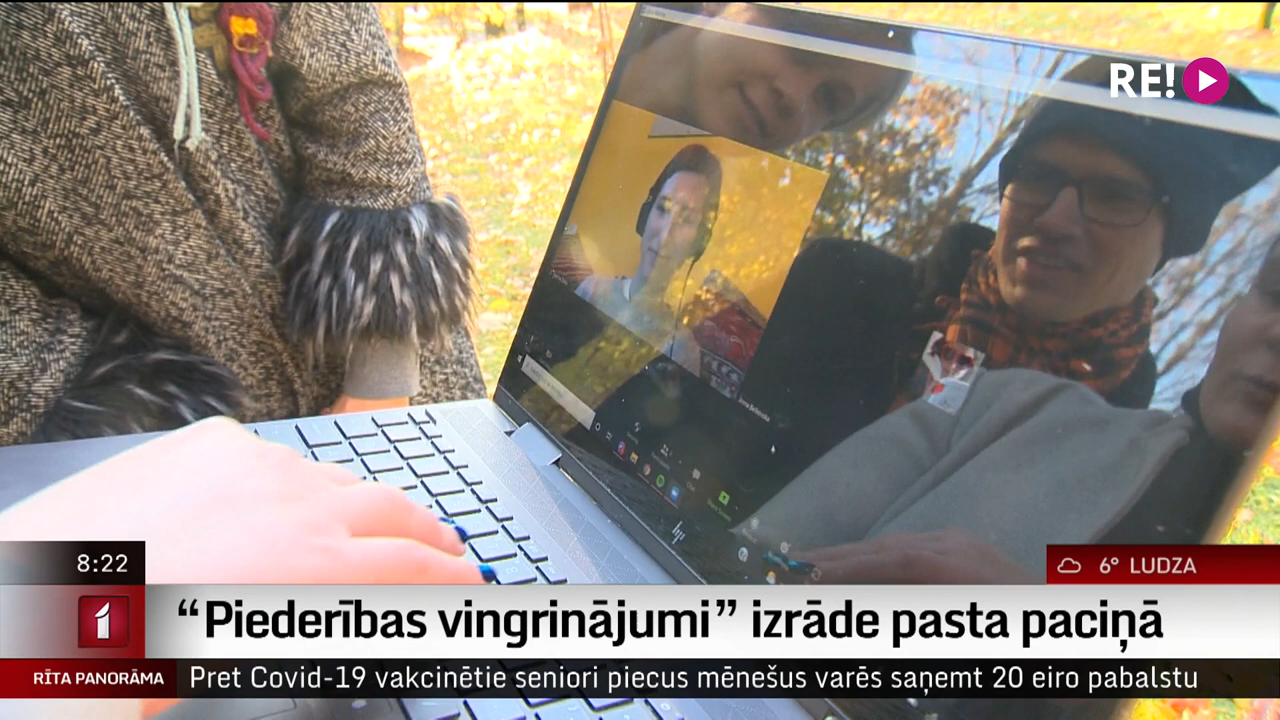 RE!
hp
8:22
6° LUDZA
1
“Piederības vingrinājumi” izrāde pasta paciņā
RĪTA PANORĀMA
Pret Covid-19 vakcinētie seniori piecus mēnešus varēs saņemt 20 eiro pabalstu